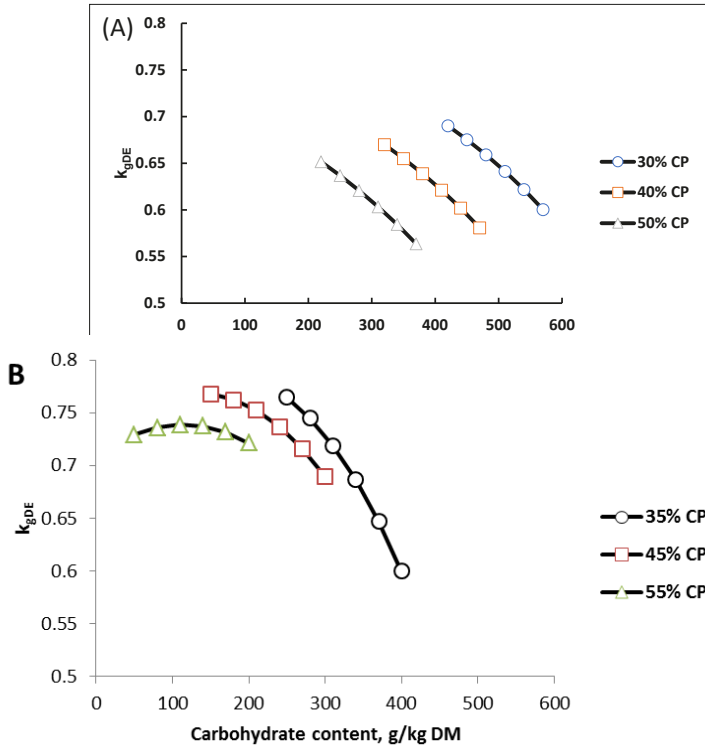 (A)
0.8
0.75
0.7
0.65
0.6
0.55
0.5
kgDE
0 100 200 300 400 500 600
30% CP
40% CP
50% CP
B
0.8
0.75
0.7
0.65
0.6
0.55
0.5
kgDE
0 100 200 300 400 500 600
Carbohydrate content, g/kg DM
35% CP
45% CP
55% CP